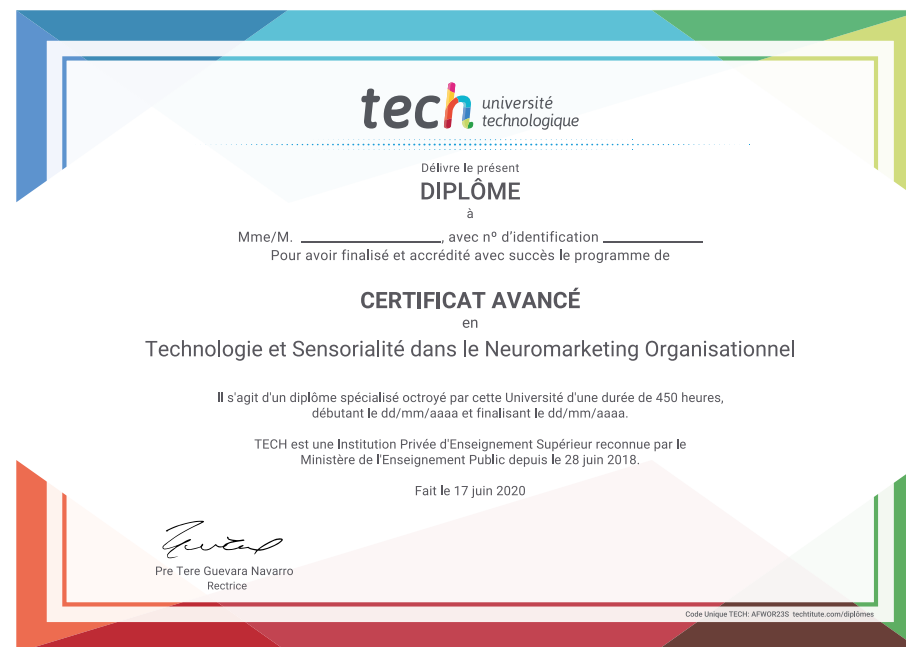 tech université
technologique
Délivre le présent
DIPLÔME
à
Mme/M. ____________________, avec nº d'identification ______________
Pour avoir finalisé et accrédité avec succès le programme de
CERTIFICAT AVANCÉ
en
Technologie et Sensorialité dans le Neuromarketing Organisationnel
Il s'agit d'un diplôme spécialisé octroyé par cette Université d'une durée de 450 heures,
débutant le dd/mm/aaaa et finalisant le dd/mm/aaaa.
TECH est une Institution Privée d'Enseignement Supérieur reconnue par le
Ministère de l'Enseignement Public depuis le 28 juin 2018.
Fait le 17 juin 2020
Pre Tere Guevara Navarro
Rectrice
Code Unique TECH: AFWOR23S techtitute.com/diplômes